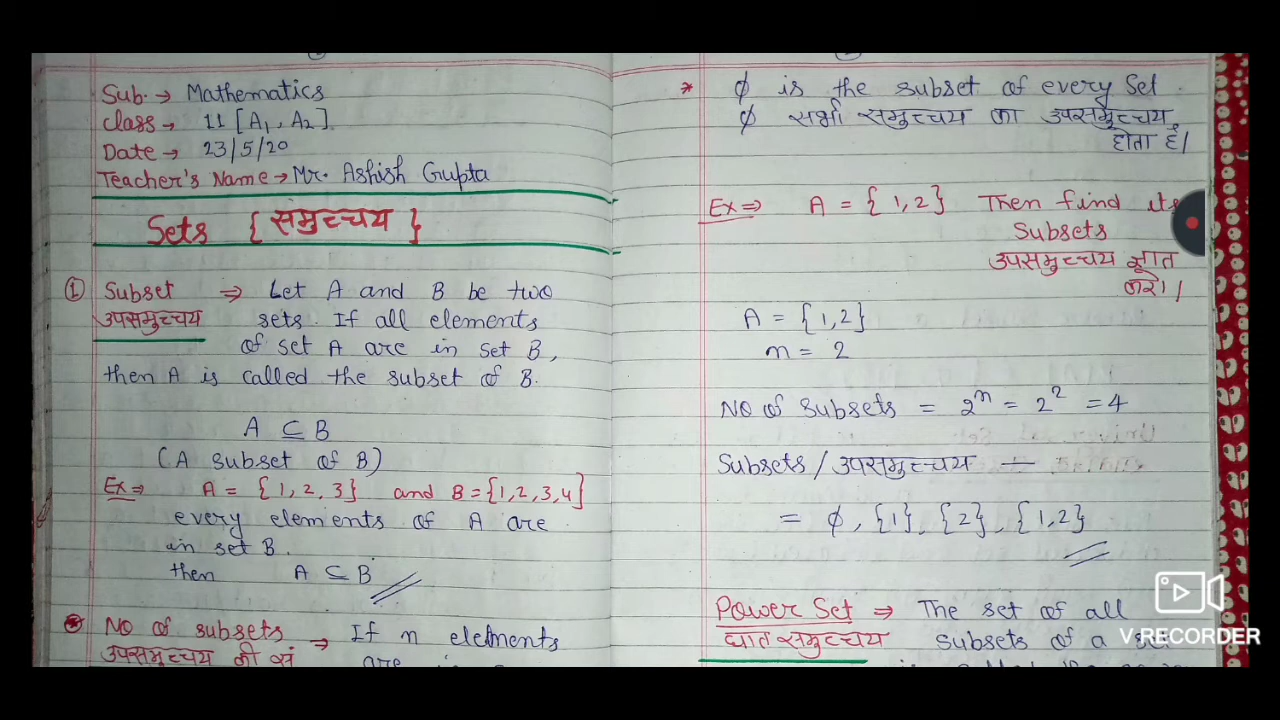 Sub. → Mathematics
Class → 11 [A₁, A₂]
Date → 23/5/20
Teacher's Name → Mr. Ashish Gupta
Sets { समुच्चय }
① Subset ⇒ Let A and B be two
उपसमुच्चय sets. If all elements
of set A are in set B,
then A is called the subset of B.
A ⊆ B
(A subset of B)
Ex ⇒ A = {1, 2, 3} and B = {1,2,3,4}
every elements of A are
in set B.
then A ⊆ B
* No of subsets → If n elements
उपसमुच्चय की सं
* ϕ is the subset of every Set.
ϕ सभी समुच्चय का उपसमुच्चय
होता है।
Ex ⇒ A = {1,2} Then find its
Subsets
उपसमुच्चय ज्ञात
करो।
A = {1,2}
n = 2
NO of Subsets = 2ⁿ = 2² = 4
Subsets/उपसमुच्चय –
= ϕ, {1}, {2}, {1,2}
Power Set ⇒ The set of all
घात समुच्चय subsets of a
V RECORDER